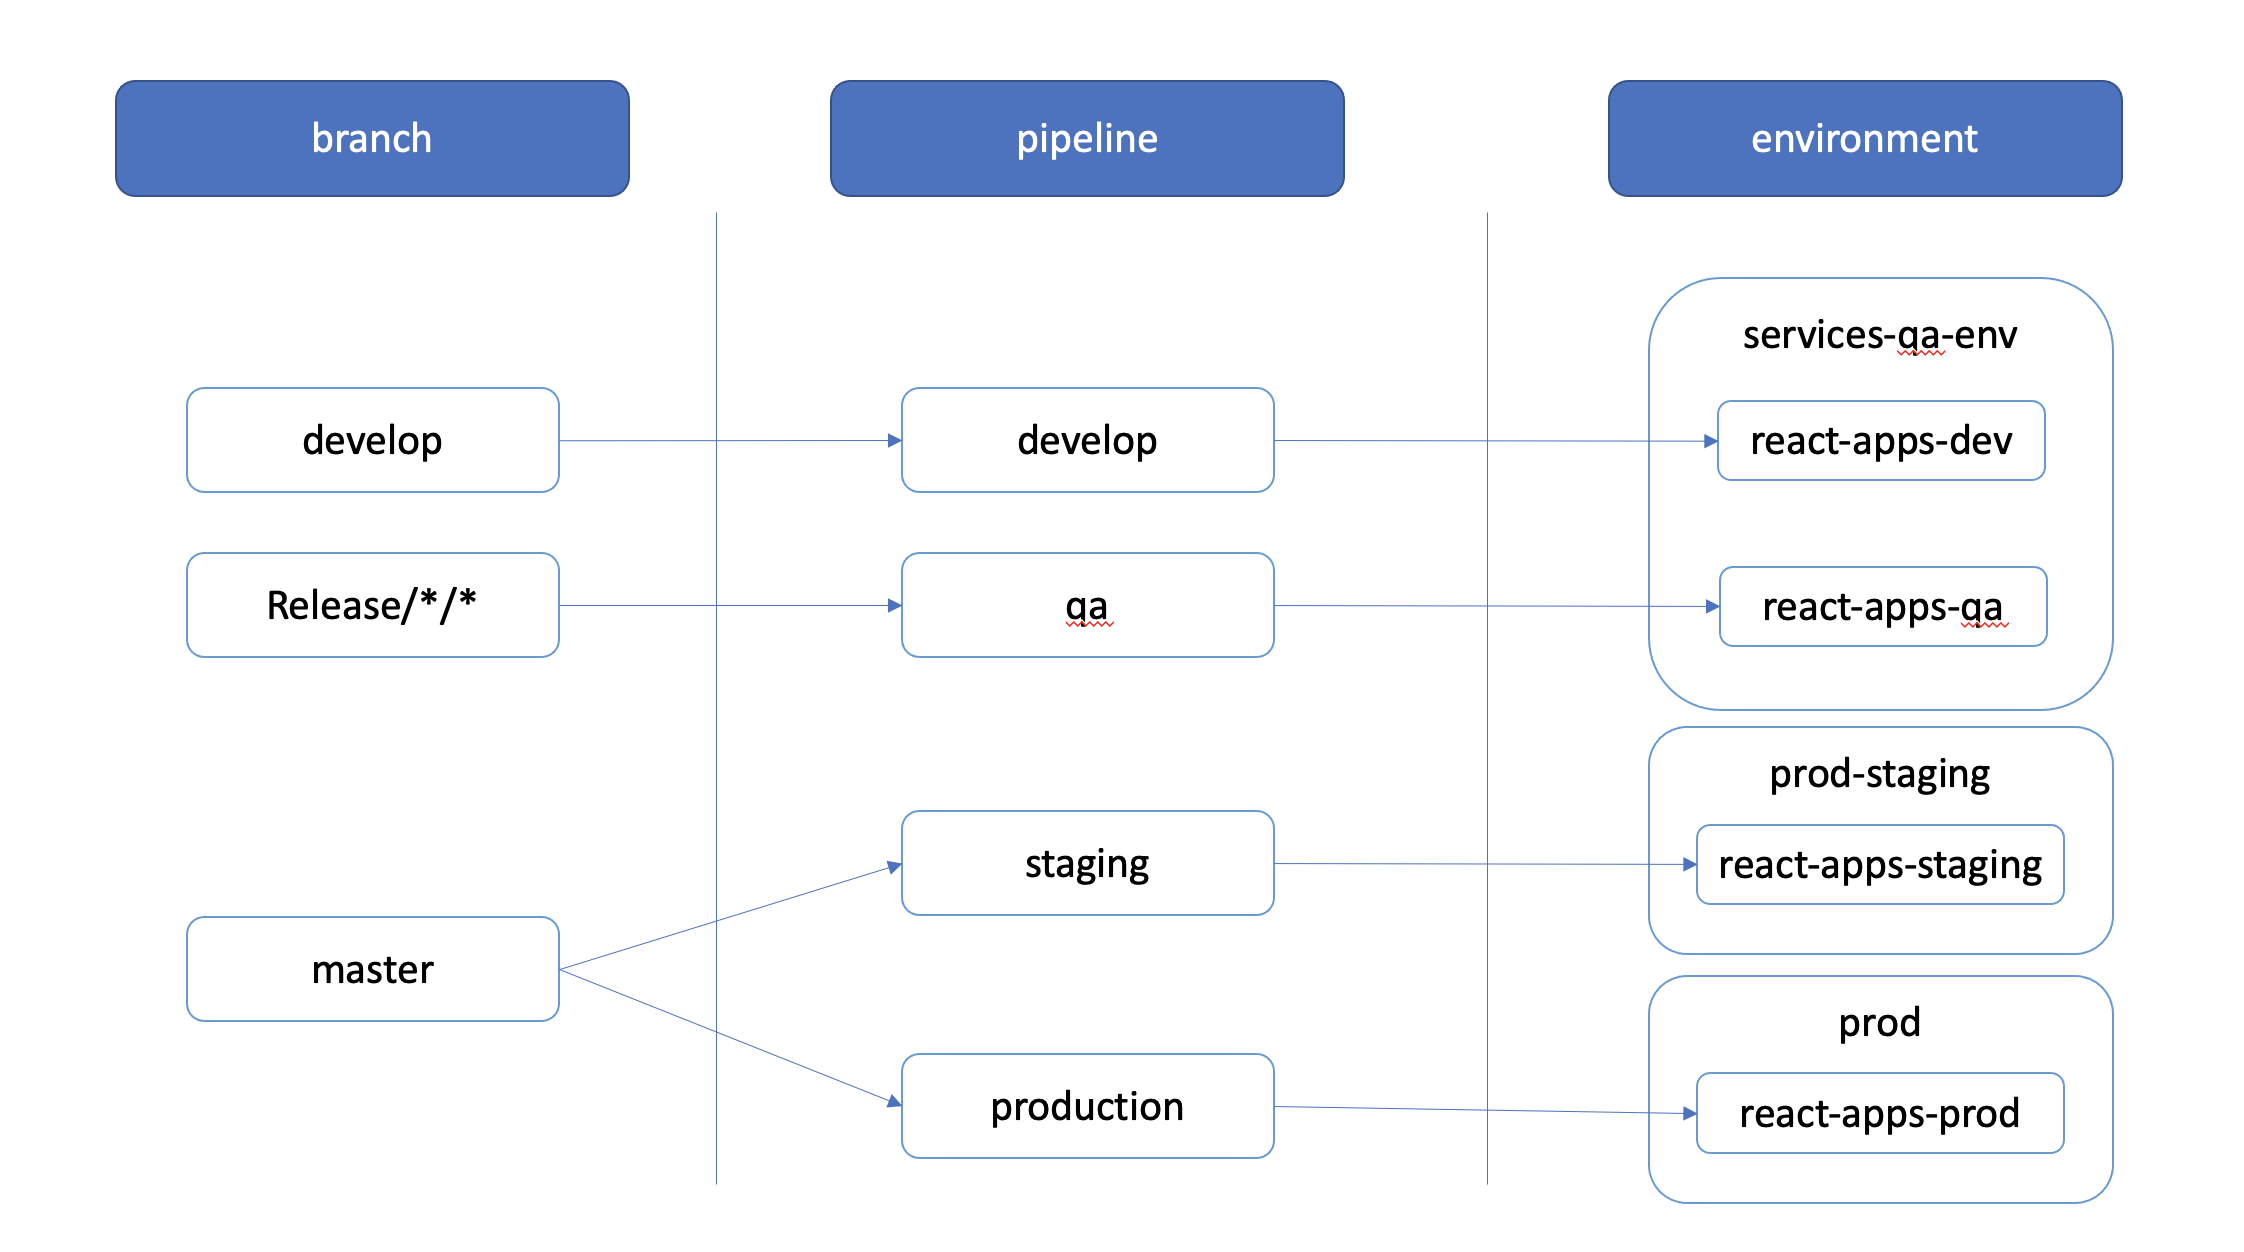 branch
pipeline
environment
services-qa-env
develop
develop
react-apps-dev
Release/*/*
qa
react-apps-qa
prod-staging
staging
react-apps-staging
master
prod
production
react-apps-prod